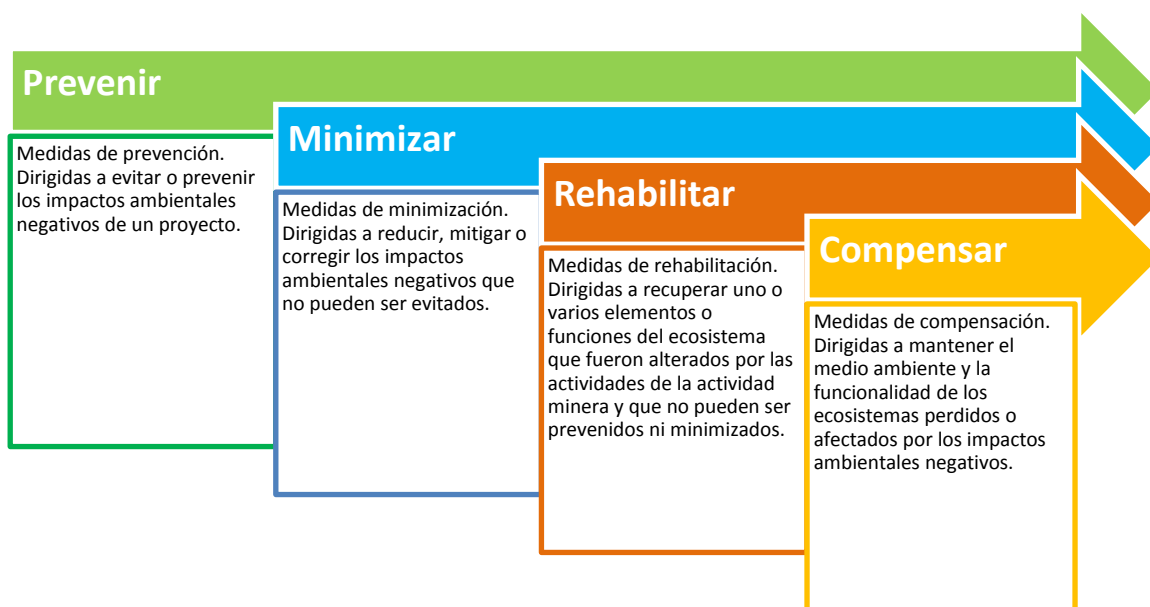 Prevenir
Medidas de prevención.
Dirigidas a evitar o prevenir
los impactos ambientales
negativos de un proyecto.
Minimizar
Medidas de minimización.
Dirigidas a reducir, mitigar o
corregir los impactos
ambientales negativos que
no pueden ser evitados.
Rehabilitar
Medidas de rehabilitación.
Dirigidas a recuperar uno o
varios elementos o
funciones del ecosistema
que fueron alterados por las
actividades de la actividad
minera y que no pueden ser
prevenidos ni minimizados.
Compensar
Medidas de compensación.
Dirigidas a mantener el
medio ambiente y la
funcionalidad de los
ecosistemas perdidos o
afectados por los impactos
ambientales negativos.